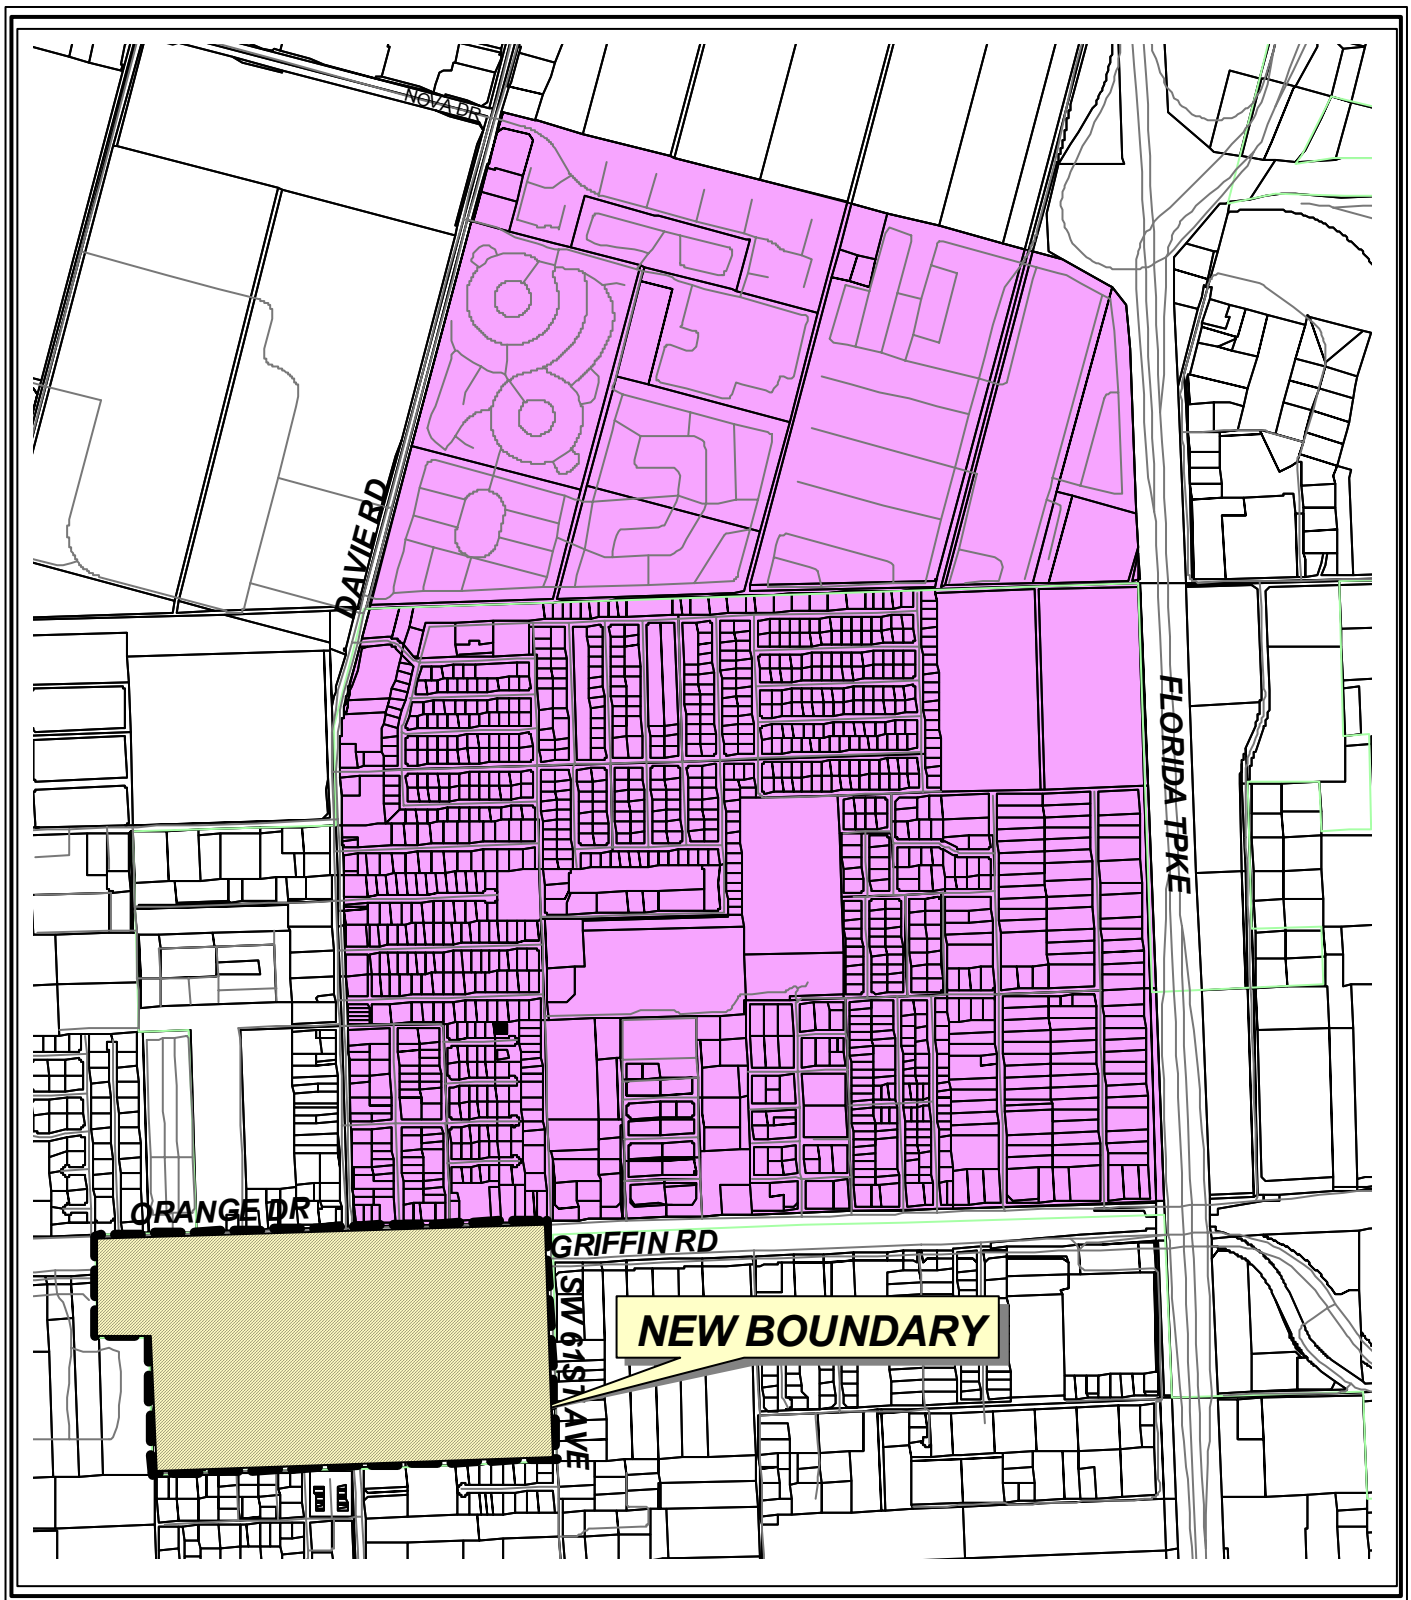 NOVA DR
DAVIE RD
FLORIDA TPKE
ORANGE DR
GRIFFIN RD
SW 61ST AVE
NEW BOUNDARY